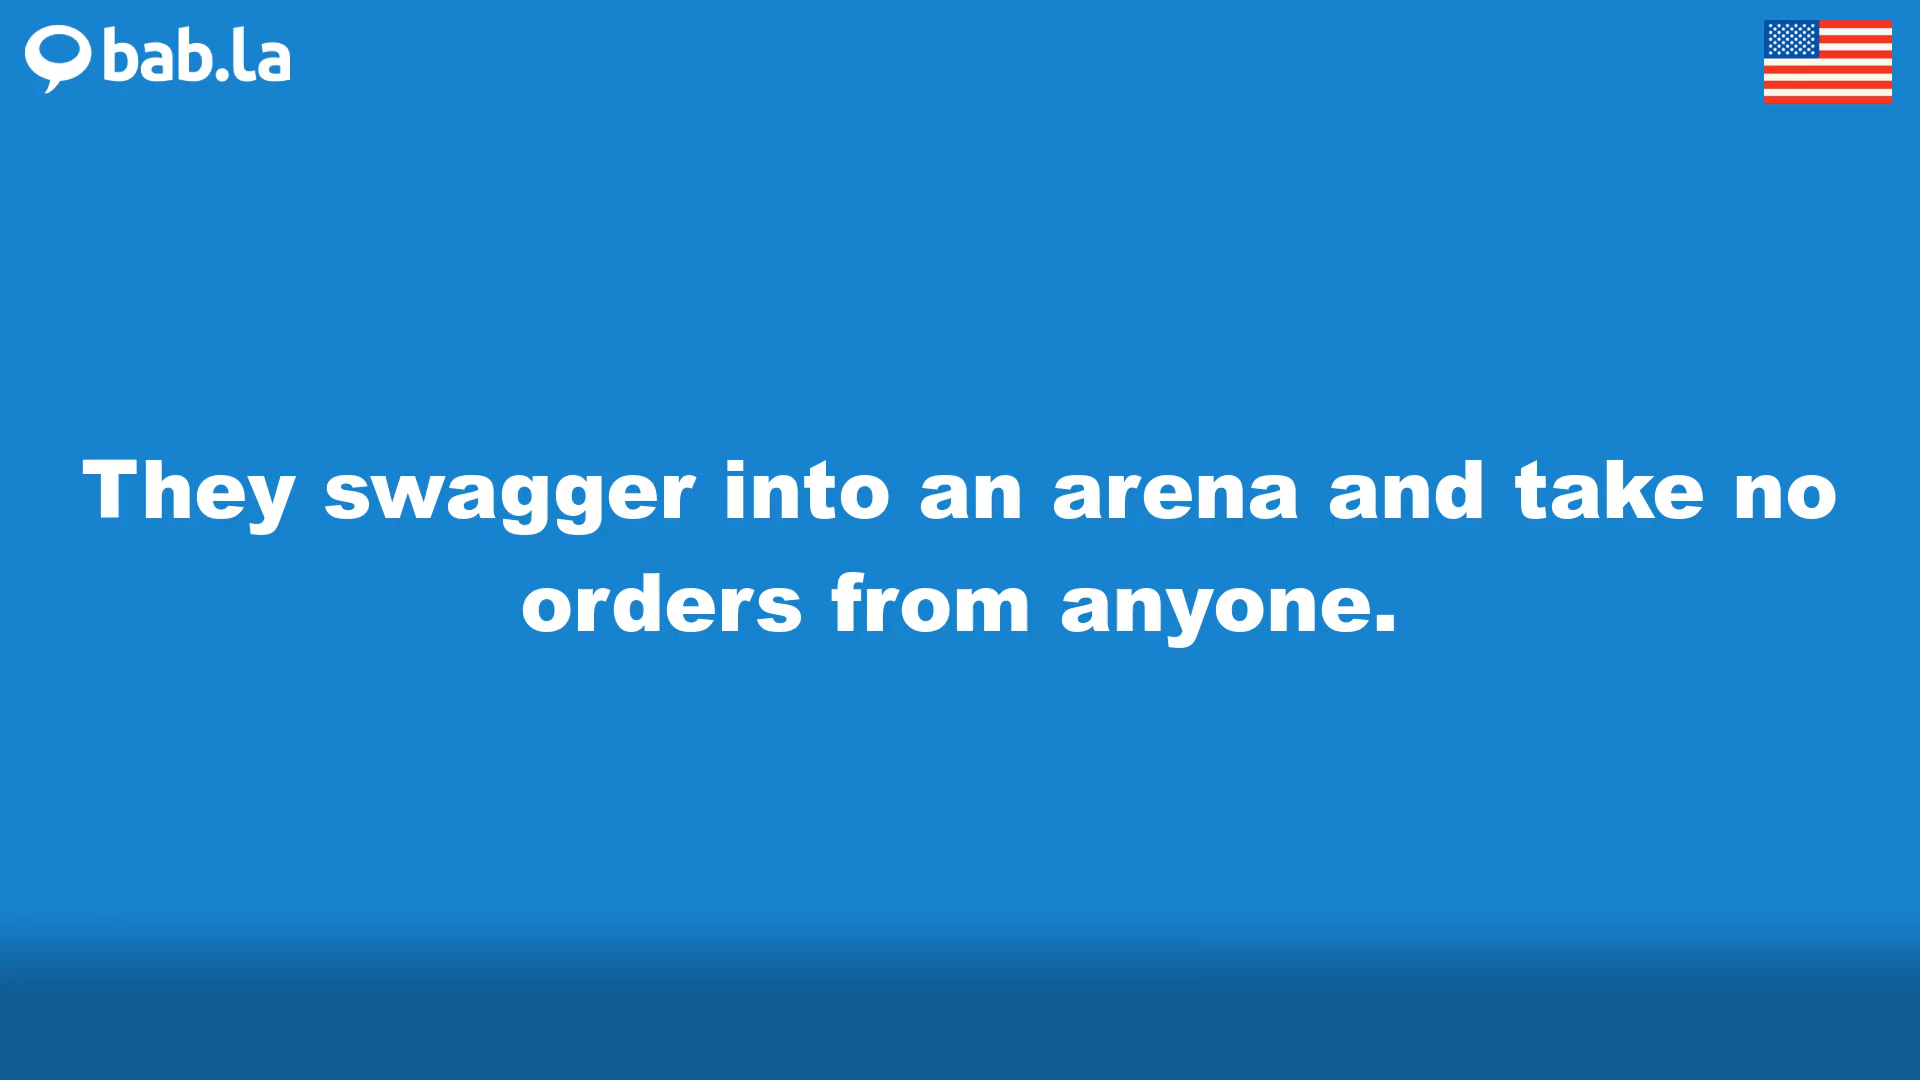 bab.la
They swagger into an arena and take no
orders from anyone.